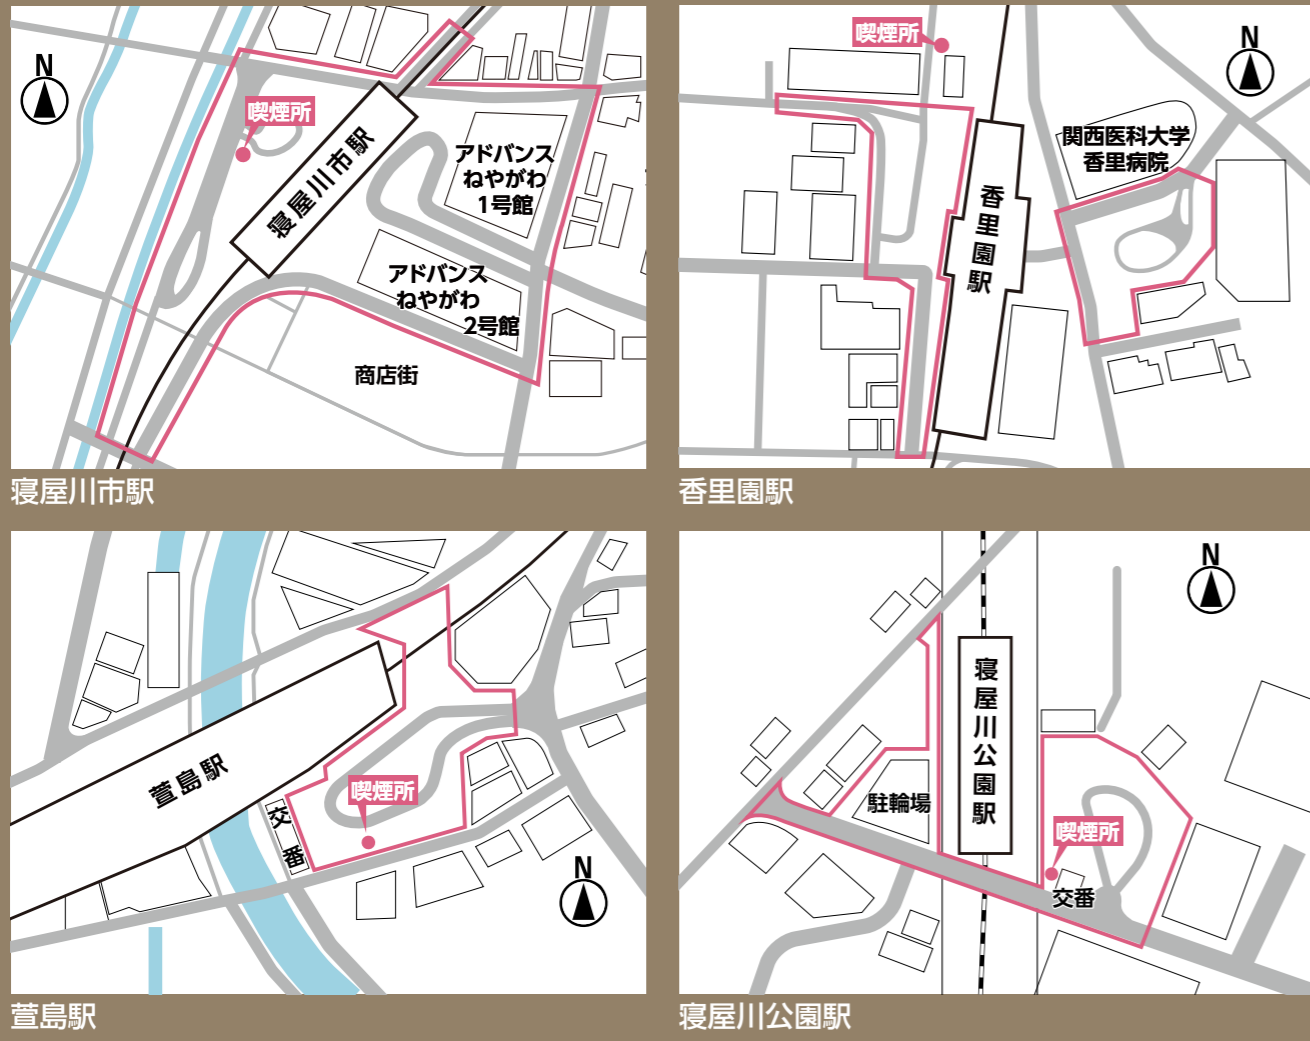 N
喫煙所
寝屋川市駅
アドバンス
ねやがわ
1号館
アドバンス
ねやがわ
2号館
商店街
寝屋川市駅
喫煙所
N
関西医科大学
香里病院
香里園駅
香里園駅
萱島駅
喫煙所
交番
N
萱島駅
N
寝屋川公園駅
駐輪場
喫煙所
交番
寝屋川公園駅